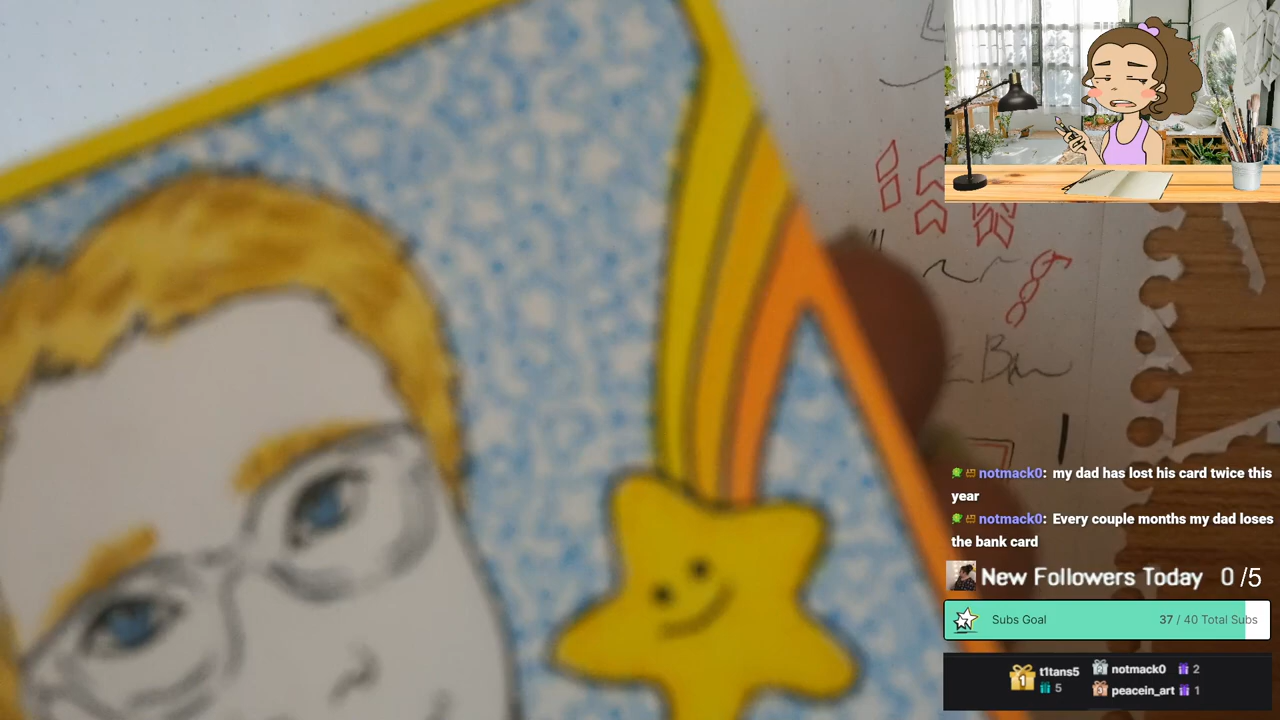 notmack0: my dad has lost his card twice this
year
notmack0: Every couple months my dad loses
the bank card
New Followers Today 0 /5
Subs Goal 37 / 40 Total Subs
1 t1tans5 5
notmack0 2
peacein_art 1